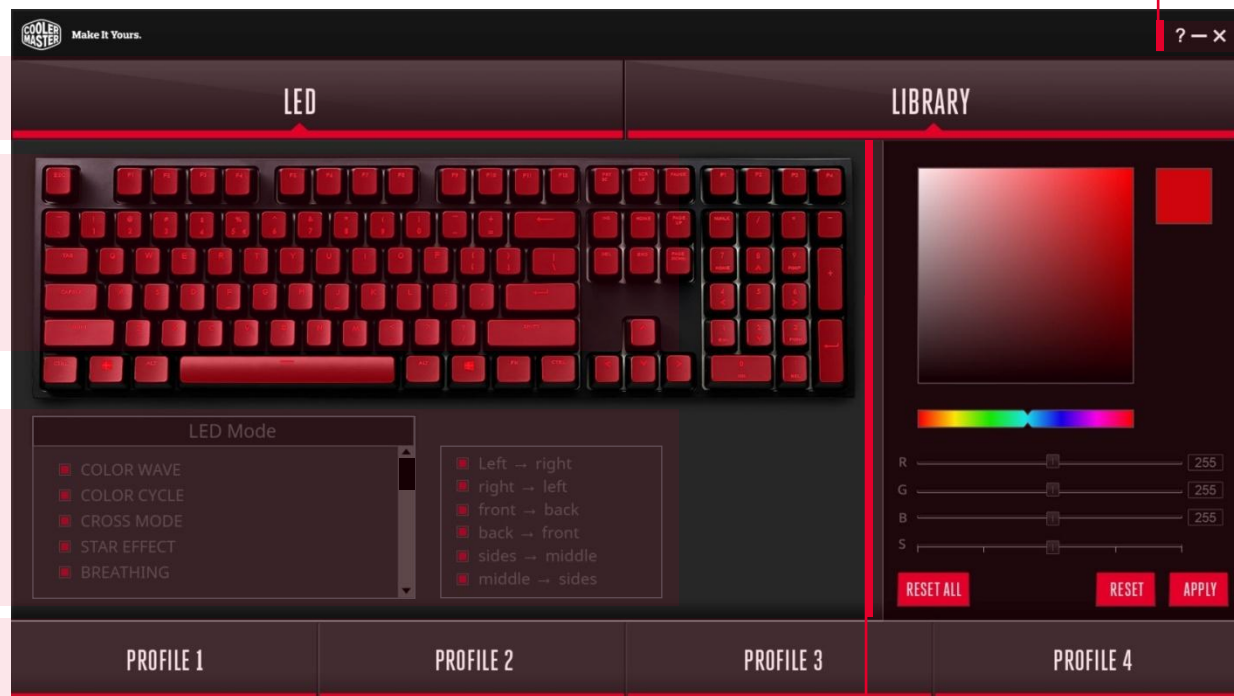 COOLER MASTER Make It Yours. ? — ×
LED LIBRARY
LED Mode
COLOR WAVE
COLOR CYCLE
CROSS MODE
STAR EFFECT
BREATHING
Left → right
right → left
front → back
back → front
sides → middle
middle → sides
R 255
G 255
B 255
S
RESET ALL RESET APPLY
PROFILE 1 PROFILE 2 PROFILE 3 PROFILE 4